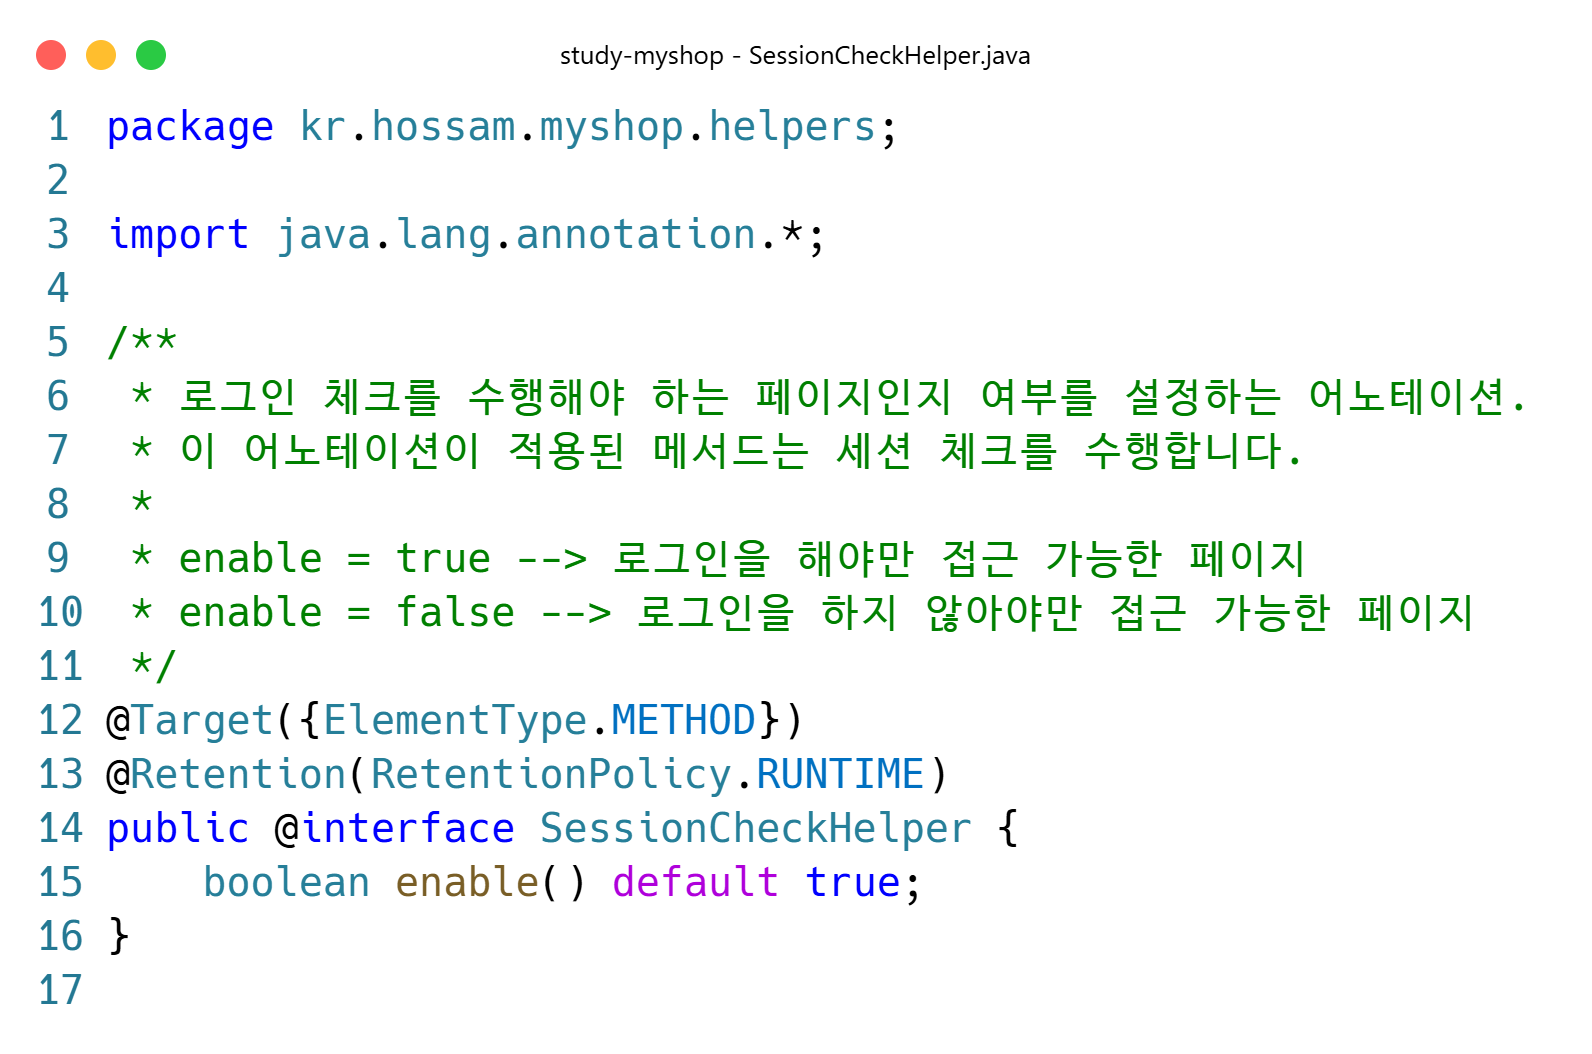 study-myshop - SessionCheckHelper.java
1 package kr.hossam.myshop.helpers;
2
3 import java.lang.annotation.*;
4
5 /**
6  * 로그인 체크를 수행해야 하는 페이지인지 여부를 설정하는 어노테이션.
7  * 이 어노테이션이 적용된 메서드는 세션 체크를 수행합니다.
8  *
9  * enable = true --> 로그인을 해야만 접근 가능한 페이지
10  * enable = false --> 로그인을 하지 않아야만 접근 가능한 페이지
11  */
12 @Target({ElementType.METHOD})
13 @Retention(RetentionPolicy.RUNTIME)
14 public @interface SessionCheckHelper {
15     boolean enable() default true;
16 }
17